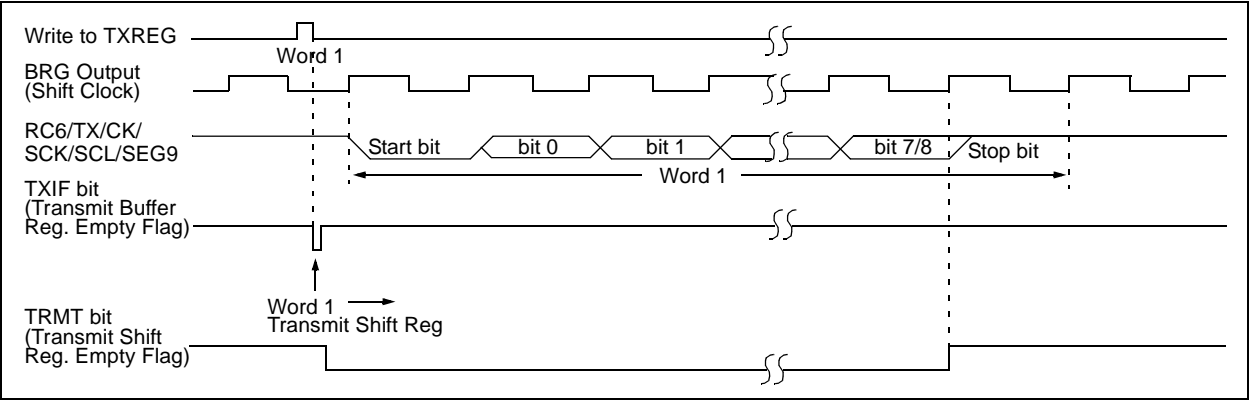 Write to TXREG
Word 1
BRG Output
(Shift Clock)
RC6/TX/CK/
SCK/SCL/SEG9
Start bit
bit 0
bit 1
bit 7/8
Stop bit
Word 1
TXIF bit
(Transmit Buffer
Reg. Empty Flag)
Word 1
Transmit Shift Reg
TRMT bit
(Transmit Shift
Reg. Empty Flag)